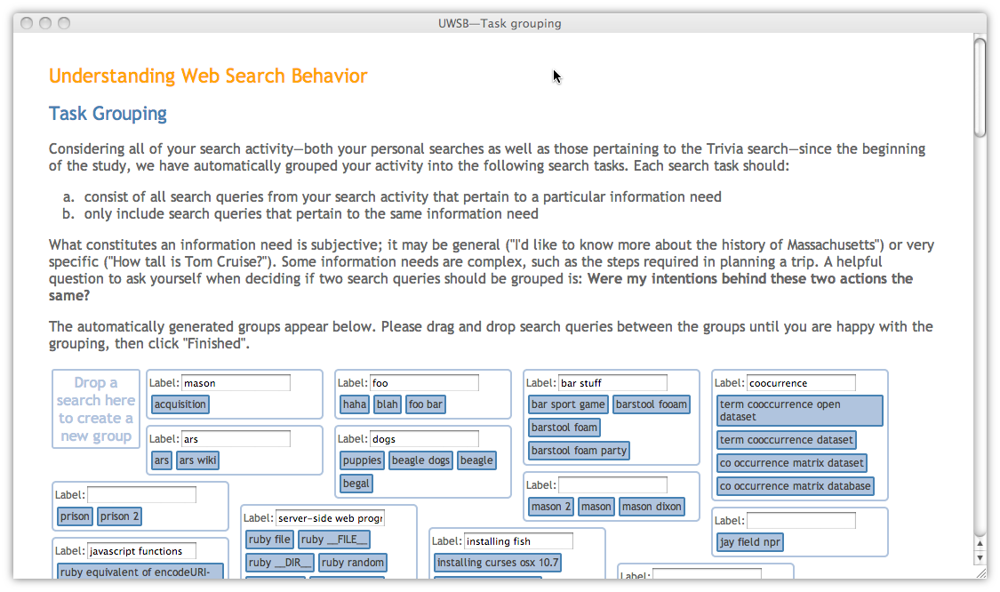 UWSB—Task grouping
Understanding Web Search Behavior
Task Grouping
Considering all of your search activity—both your personal searches as well as those pertaining to the Trivia search—since the beginning
of the study, we have automatically grouped your activity into the following search tasks. Each search task should:
a. consist of all search queries from your search activity that pertain to a particular information need
b. only include search queries that pertain to the same information need
What constitutes an information need is subjective; it may be general ("I'd like to know more about the history of Massachusetts") or very
specific ("How tall is Tom Cruise?"). Some information needs are complex, such as the steps required in planning a trip. A helpful
question to ask yourself when deciding if two search queries should be grouped is: Were my intentions behind these two actions the
same?
The automatically generated groups appear below. Please drag and drop search queries between the groups until you are happy with the
grouping, then click "Finished".
Drop a
search here
to create a
new group
Label: mason
acquisition
Label: ars
ars ars wiki
Label: foo
haha blah foo bar
Label: dogs
puppies beagle dogs beagle
begal
Label: bar stuff
bar sport game barstool fooam
barstool foam
barstool foam party
Label:
mason 2 mason mason dixon
Label: coocurrence
term cooccurrence open
dataset
term cooccurrence dataset
co occurrence matrix dataset
co occurrence matrix database
Label:
jay field npr
Label:
prison prison 2
Label: javascript functions
ruby equivalent of encodeURI-
Label: server-side web progr
ruby file ruby __FILE__
ruby __DIR__ ruby random
Label: installing fish
installing curses osx 10.7
Label: